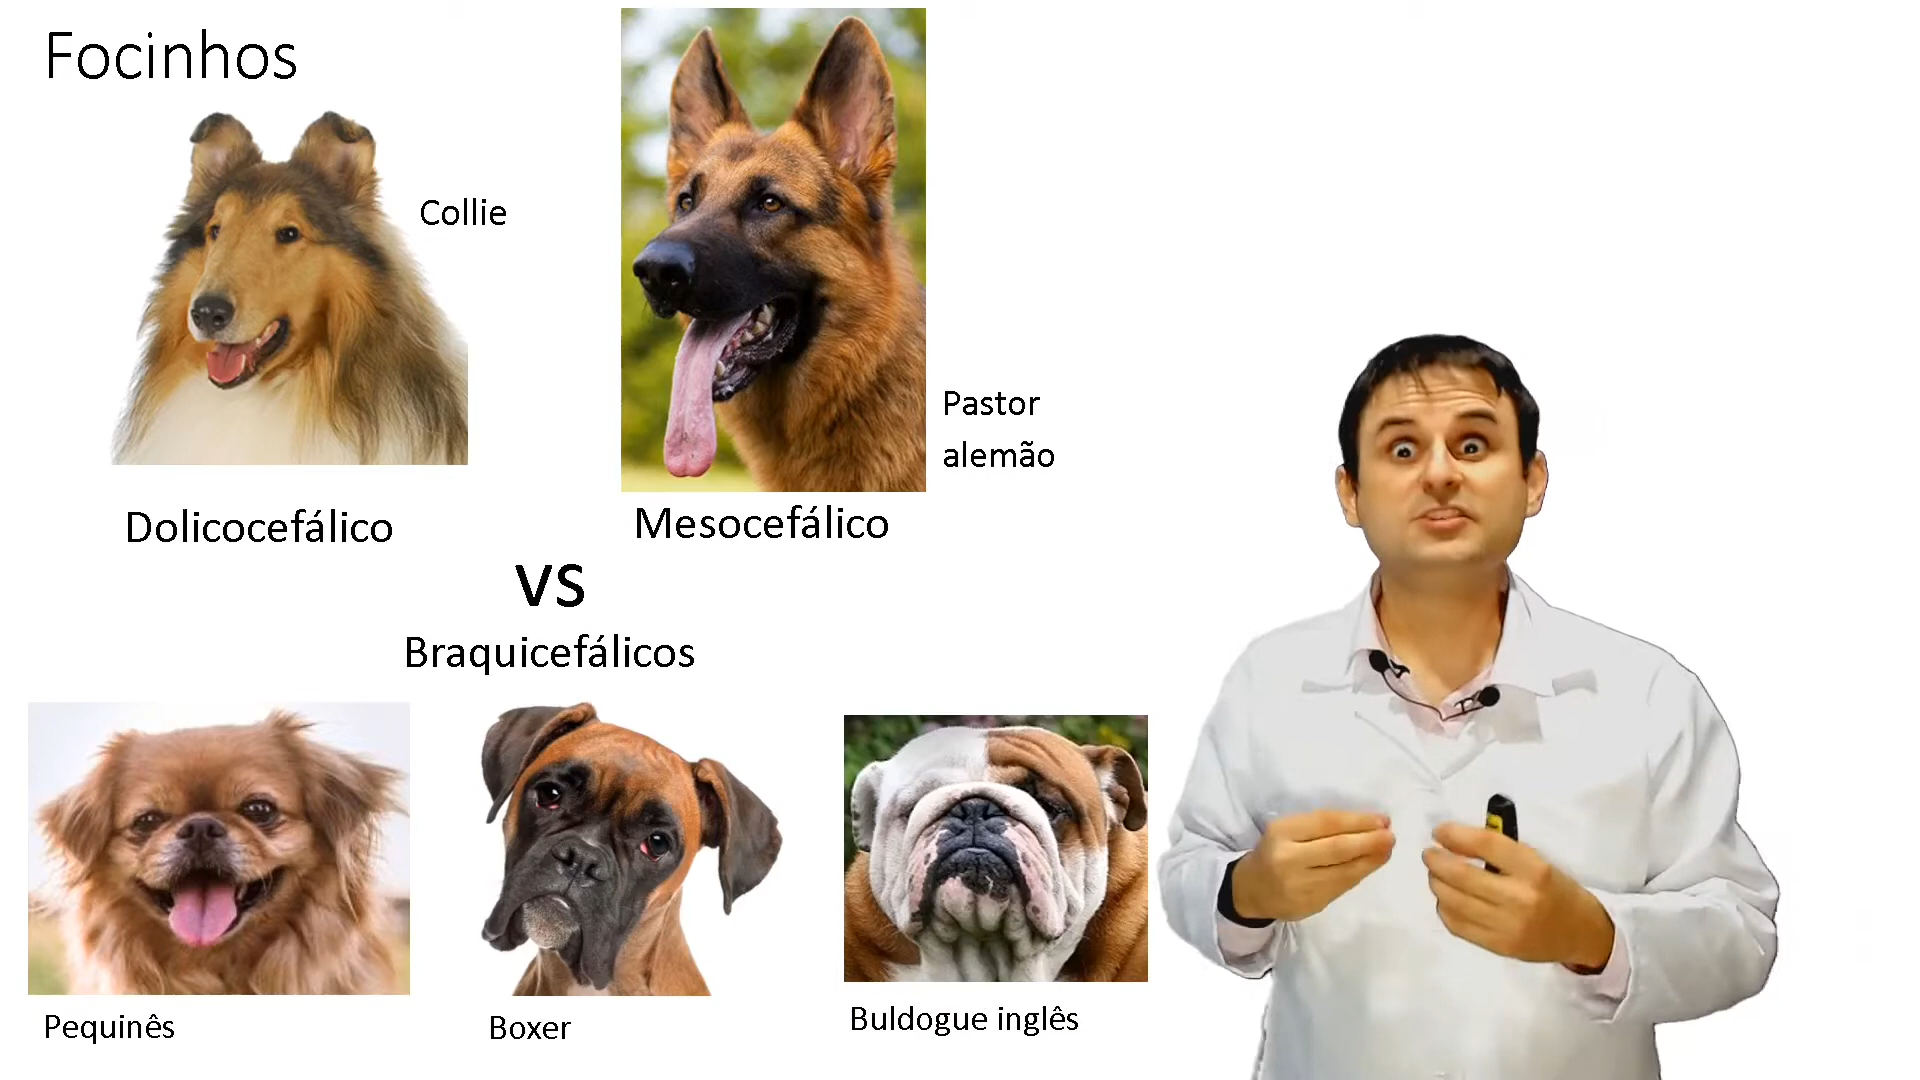 Focinhos
Collie
Pastor
alemão
Dolicocefálico
Mesocefálico
vs
Braquicefálicos
Pequinês
Boxer
Buldogue inglês